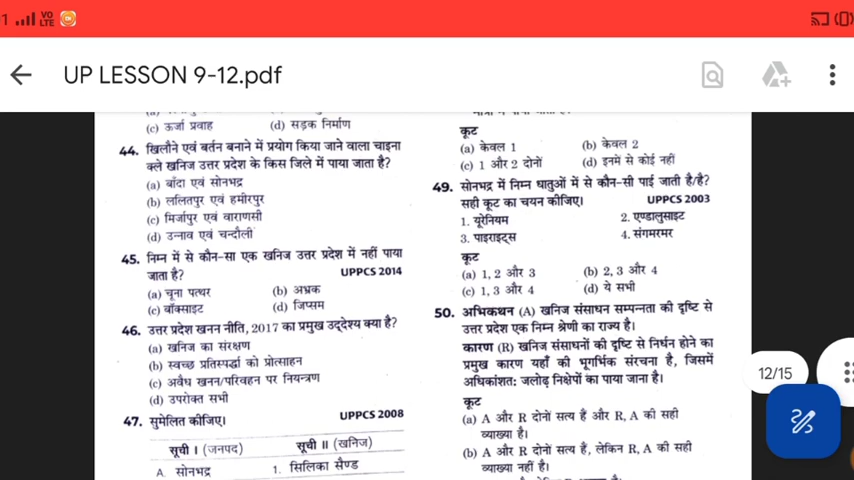 1 VO LTE
UP LESSON 9-12.pdf
(c) ऊर्जा प्रवाह (d) सड़क निर्माण
44. खिलौने एवं बर्तन बनाने में प्रयोग किया जाने वाला चाइना
क्ले खनिज उत्तर प्रदेश के किस जिले में पाया जाता है?
(a) बाँदा एवं सोनभद्र
(b) ललितपुर एवं हमीरपुर
(c) मिर्जापुर एवं वाराणसी
(d) उन्नाव एवं चन्दौली
45. निम्न में से कौन-सा एक खनिज उत्तर प्रदेश में नहीं पाया
जाता है? UPPCS 2014
(a) चूना पत्थर (b) अभ्रक
(c) बॉक्साइट (d) जिप्सम
46. उत्तर प्रदेश खनन नीति, 2017 का प्रमुख उद्देश्य क्या है?
(a) खनिज का संरक्षण
(b) स्वच्छ प्रतिस्पर्द्धा को प्रोत्साहन
(c) अवैध खनन/परिवहन पर नियन्त्रण
(d) उपरोक्त सभी
47. सुमेलित कीजिए। UPPCS 2008
सूची I (जनपद) सूची II (खनिज)
A. सोनभद्र 1. सिलिका सैण्ड
कूट
(a) केवल 1 (b) केवल 2
(c) 1 और 2 दोनों (d) इनमे से कोई नहीं
49. सोनभद्र में निम्न धातुओं में से कौन-सी पाई जाती है/है?
सही कूट का चयन कीजिए। UPPCS 2003
1. यूरेनियम 2. एण्डालुसाइट
3. पाइराइट्स 4. संगमरमर
कूट
(a) 1, 2 और 3 (b) 2, 3 और 4
(c) 1, 3 और 4 (d) ये सभी
50. अभिकथन (A) खनिज संसाधन सम्पन्नता की दृष्टि से
उत्तर प्रदेश एक निम्न श्रेणी का राज्य है।
कारण (R) खनिज संसाधनों की दृष्टि से निर्धन होने का
प्रमुख कारण यहाँ की भूगर्भिक संरचना है, जिसमें
अधिकांशत: जलोढ़ निक्षेपों का पाया जाना है।
कूट
(a) A और R दोनों सत्य हैं और R, A की सही
व्याख्या है।
(b) A और R दोनों सत्य है, लेकिन R, A की सही
व्याख्या नहीं है।
12/15